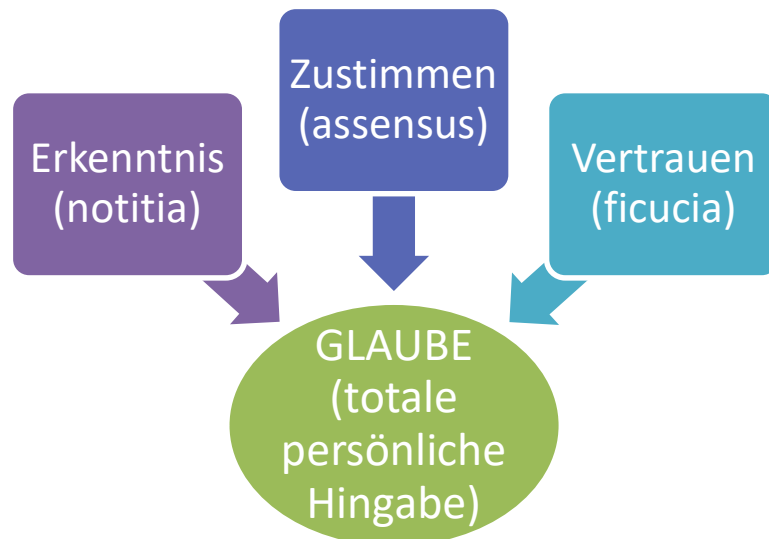 Erkenntnis
(notitia)
Zustimmen
(assensus)
Vertrauen
(ficucia)
GLAUBE
(totale
persönliche
Hingabe)